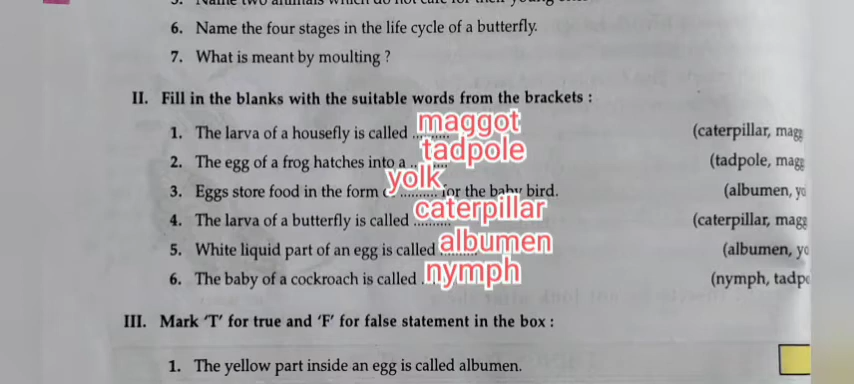 6. Name the four stages in the life cycle of a butterfly.
7. What is meant by moulting ?
II. Fill in the blanks with the suitable words from the brackets :
1. The larva of a housefly is called ... maggot (caterpillar,
2. The egg of a frog hatches into a .. tadpole (tadpole,
3. Eggs store food in the form yolk .......... for the baby bird. (albumen,
4. The larva of a butterfly is called .......... caterpillar (caterpillar,
5. White liquid part of an egg is called albumen (albumen,
6. The baby of a cockroach is called . nymph (nymph,
III. Mark 'T' for true and 'F' for false statement in the box :
1. The yellow part inside an egg is called albumen.